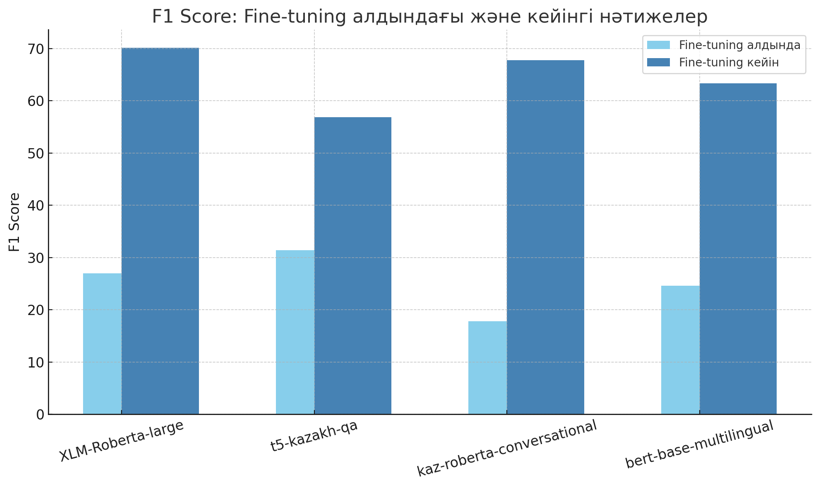 F1 Score: Fine-tuning алдындағы және кейінгі нәтижелер
Fine-tuning алдында
Fine-tuning кейін
F1 Score
70
60
50
40
30
20
10
0
XLM-Roberta-large
t5-kazakh-qa
kaz-roberta-conversational
bert-base-multilingual